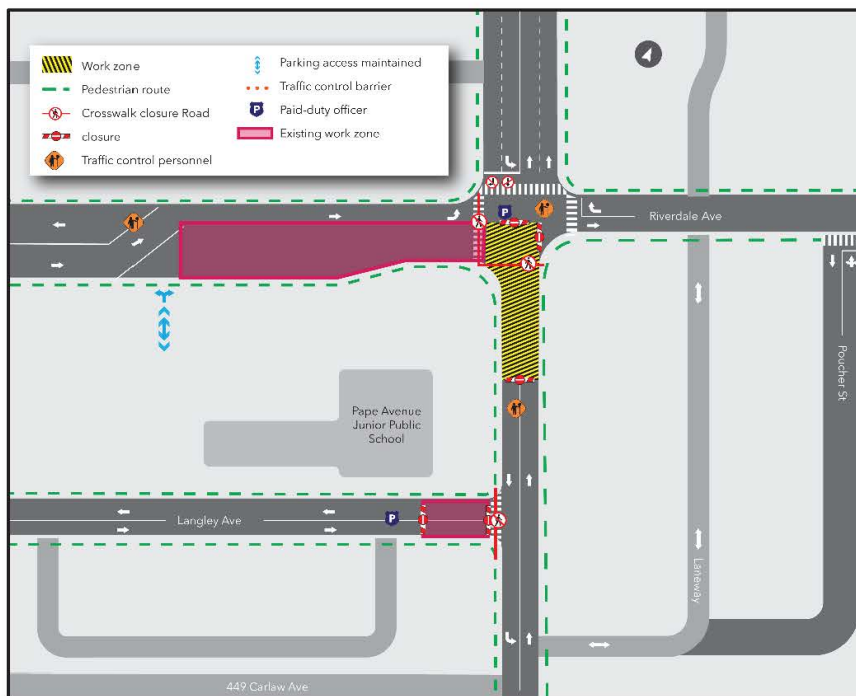 Work zone
Pedestrian route
Crosswalk closure Road
closure
Traffic control personnel
Parking access maintained
Traffic control barrier
P
Paid-duty officer
Existing work zone
P
Riverdale Ave
Poucher St
Pape Avenue
Junior Public
School
Langley Ave
P
Laneway
449 Carlaw Ave